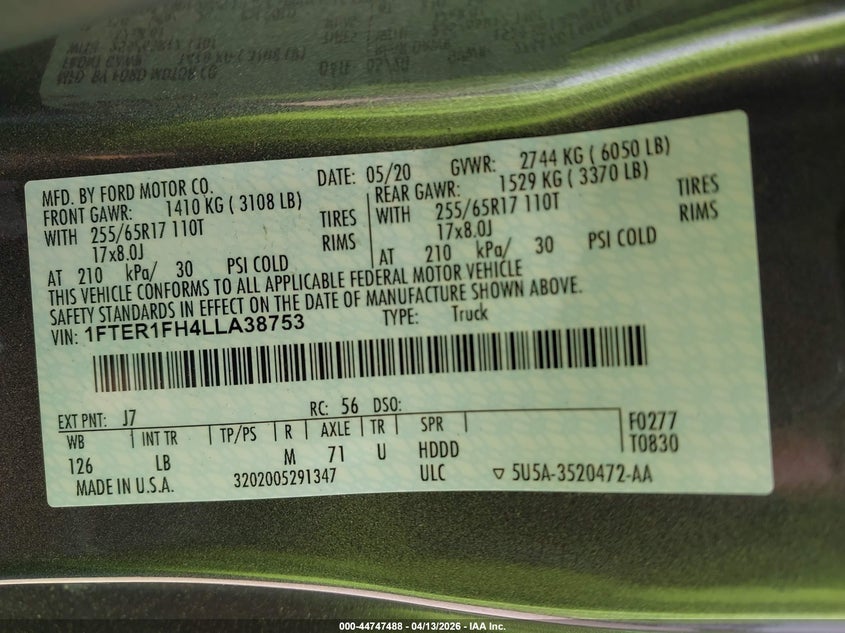 MFD. BY FORD MOTOR CO.
DATE: 05/20 GVWR: 2744 KG ( 6050 LB)
FRONT GAWR: 1410 KG ( 3108 LB)
WITH 255/65R17 110T TIRES
17x8.0J RIMS
AT 210 kPa/ 30 PSI COLD
REAR GAWR: 1529 KG ( 3370 LB)
WITH 255/65R17 110T TIRES
17x8.0J RIMS
AT 210 kPa/ 30 PSI COLD
THIS VEHICLE CONFORMS TO ALL APPLICABLE FEDERAL MOTOR VEHICLE
SAFETY STANDARDS IN EFFECT ON THE DATE OF MANUFACTURE SHOWN ABOVE.
VIN: 1FTER1FH4LLA38753 TYPE: Truck
EXT PNT: J7 RC: 56 DSO:
WB INT TR TP/PS R AXLE TR SPR F0277
126 LB M 71 U HDDD T0830
MADE IN U.S.A. 3202005291347 ULC ▽ 5U5A-3520472-AA
000-44747488 - 04/13/2026 - IAA Inc.